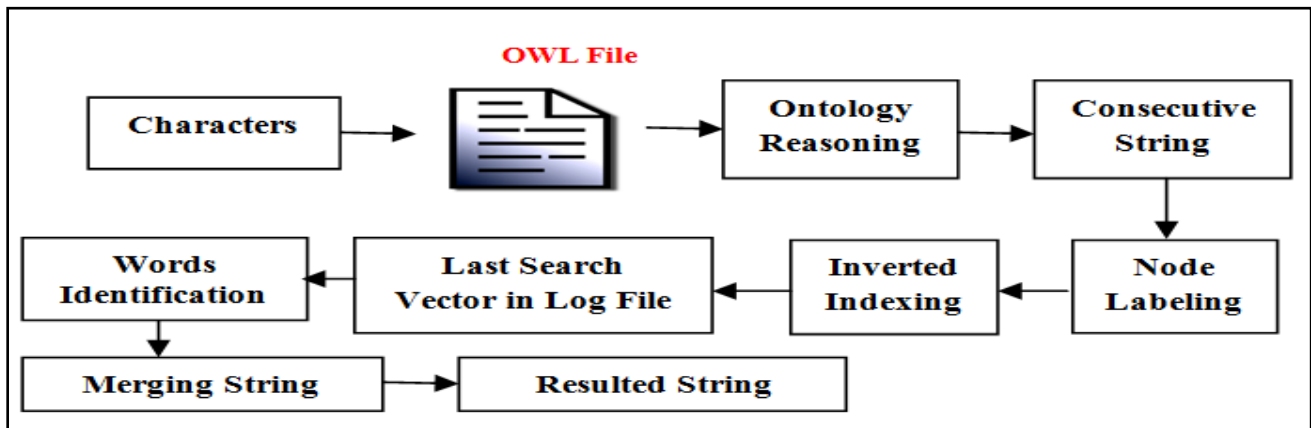 OWL File
Characters
Ontology
Reasoning
Consecutive
String
Node
Labeling
Inverted
Indexing
Last Search
Vector in Log File
Words
Identification
Merging String
Resulted String